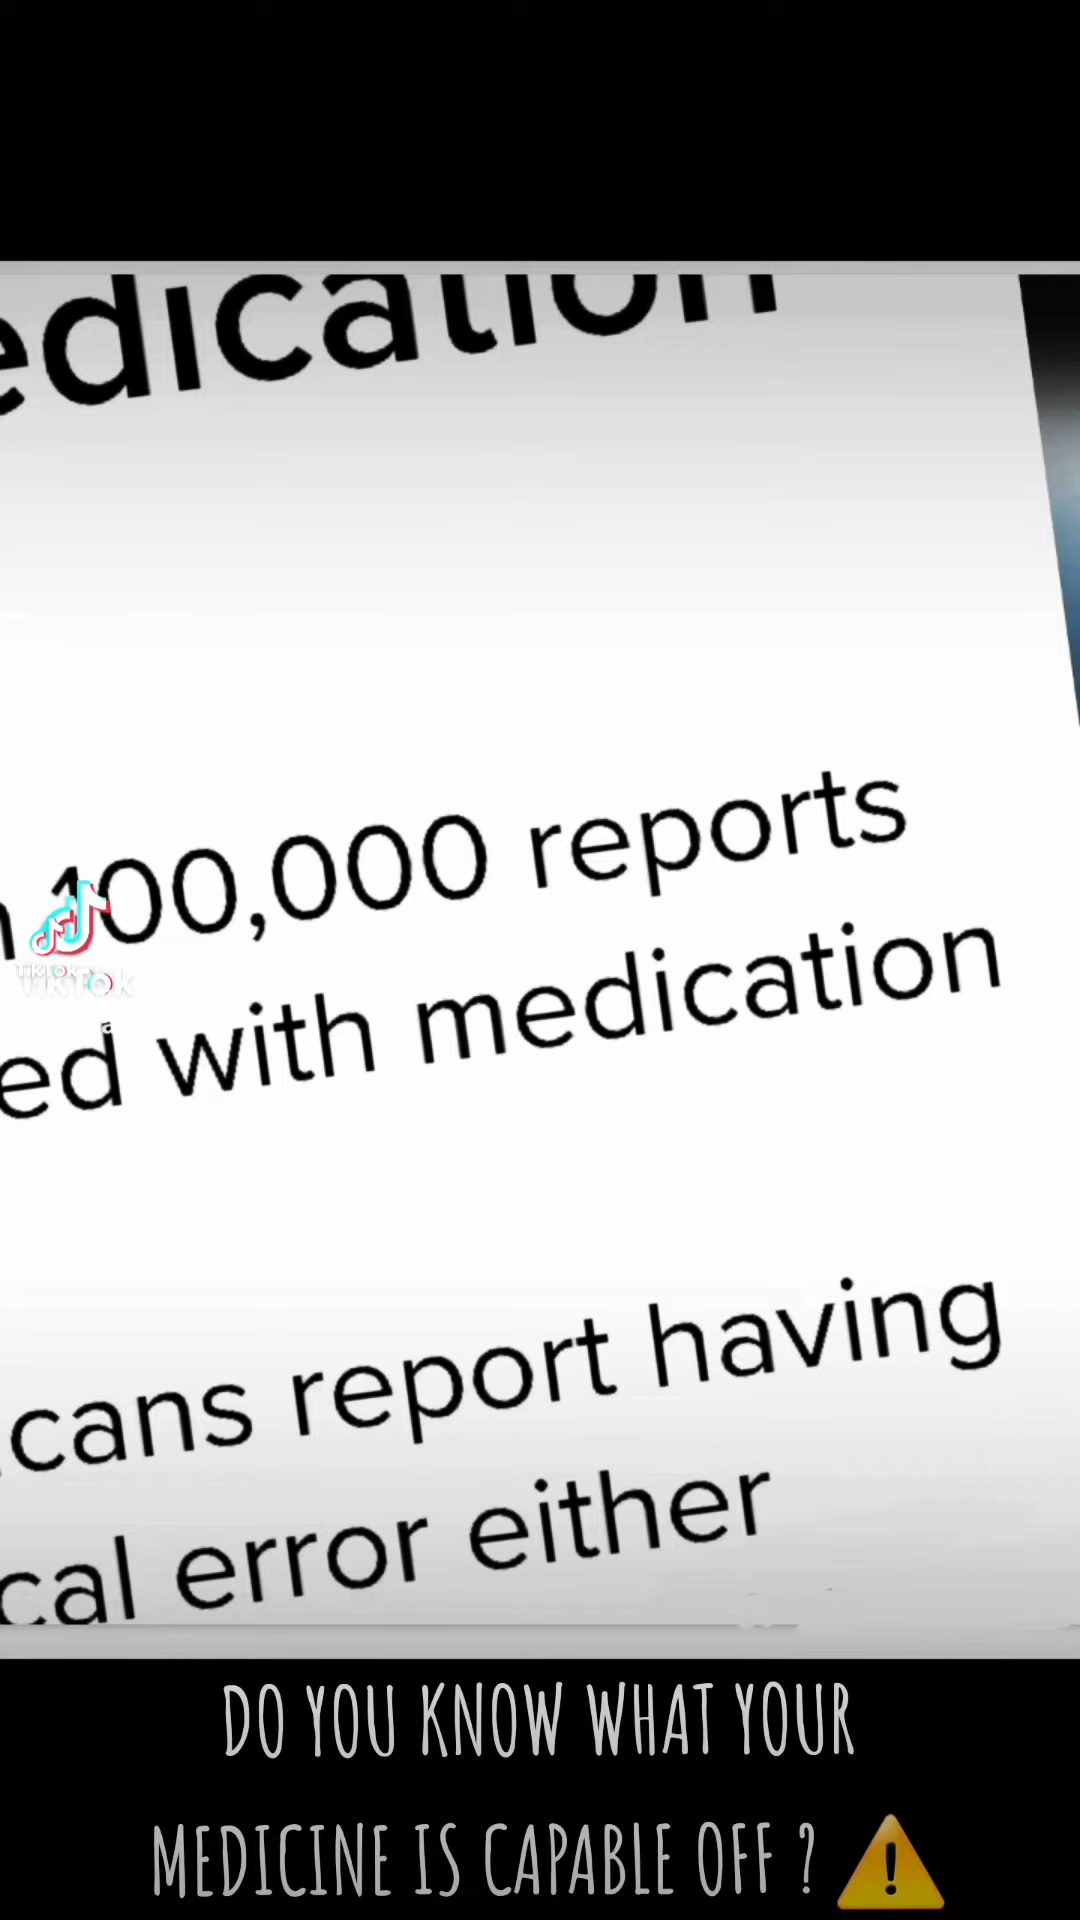 edication
100,000 reports
ed with medication
cans report having
cal error either
TikTok
TikTok
a
DO YOU KNOW WHAT YOUR
MEDICINE IS CAPABLE OFF ? ⚠️